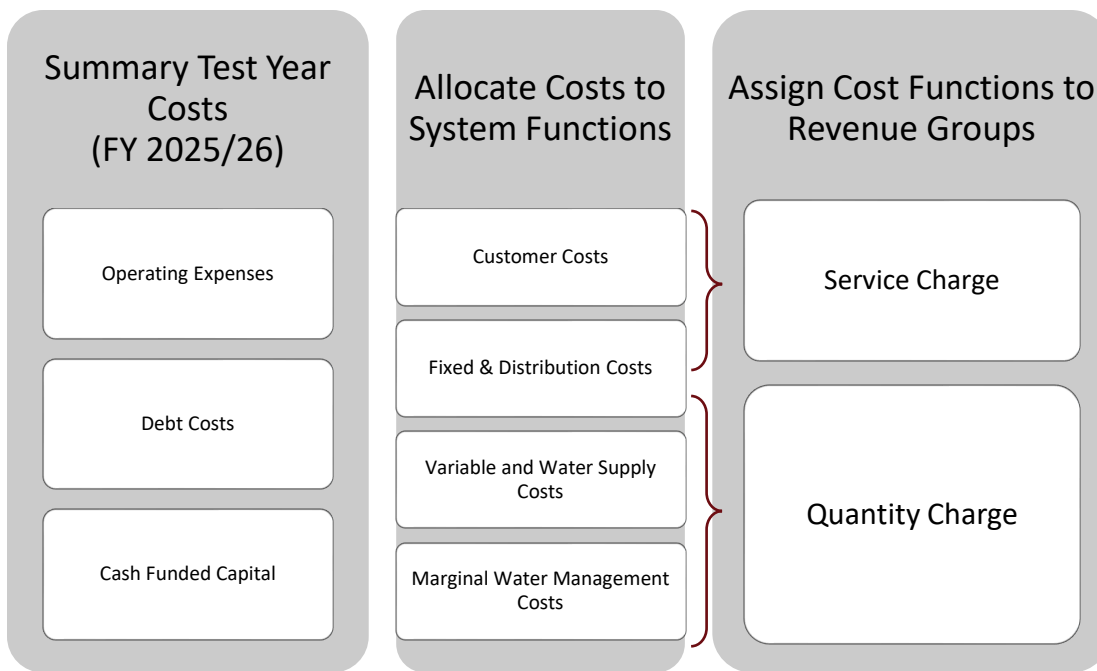 Summary Test Year
Costs
(FY 2025/26)
Operating Expenses
Debt Costs
Cash Funded Capital
Allocate Costs to
System Functions
Customer Costs
Fixed & Distribution Costs
Variable and Water Supply
Costs
Marginal Water Management
Costs
Assign Cost Functions to
Revenue Groups
Service Charge
Quantity Charge